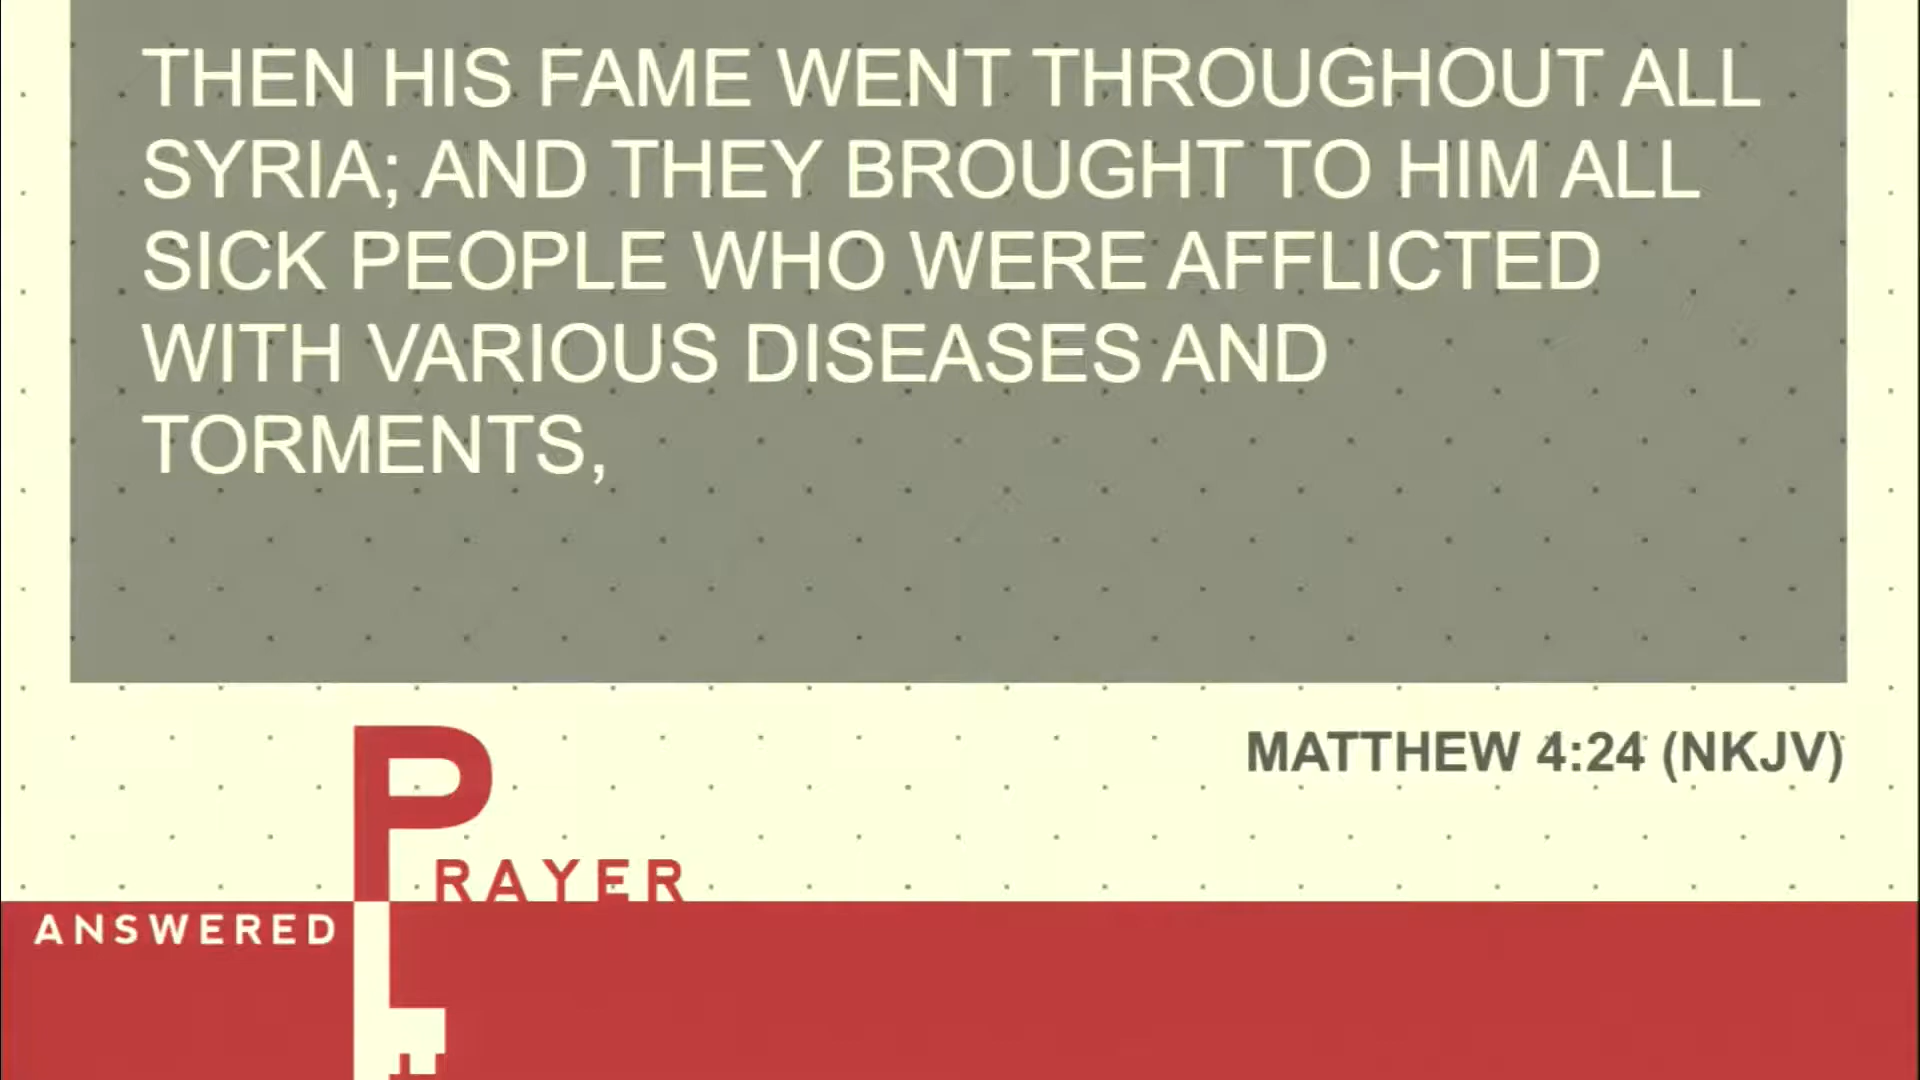 THEN HIS FAME WENT THROUGHOUT ALL
SYRIA; AND THEY BROUGHT TO HIM ALL
SICK PEOPLE WHO WERE AFFLICTED
WITH VARIOUS DISEASES AND
TORMENTS,
MATTHEW 4:24 (NKJV)
ANSWERED
PRAYER